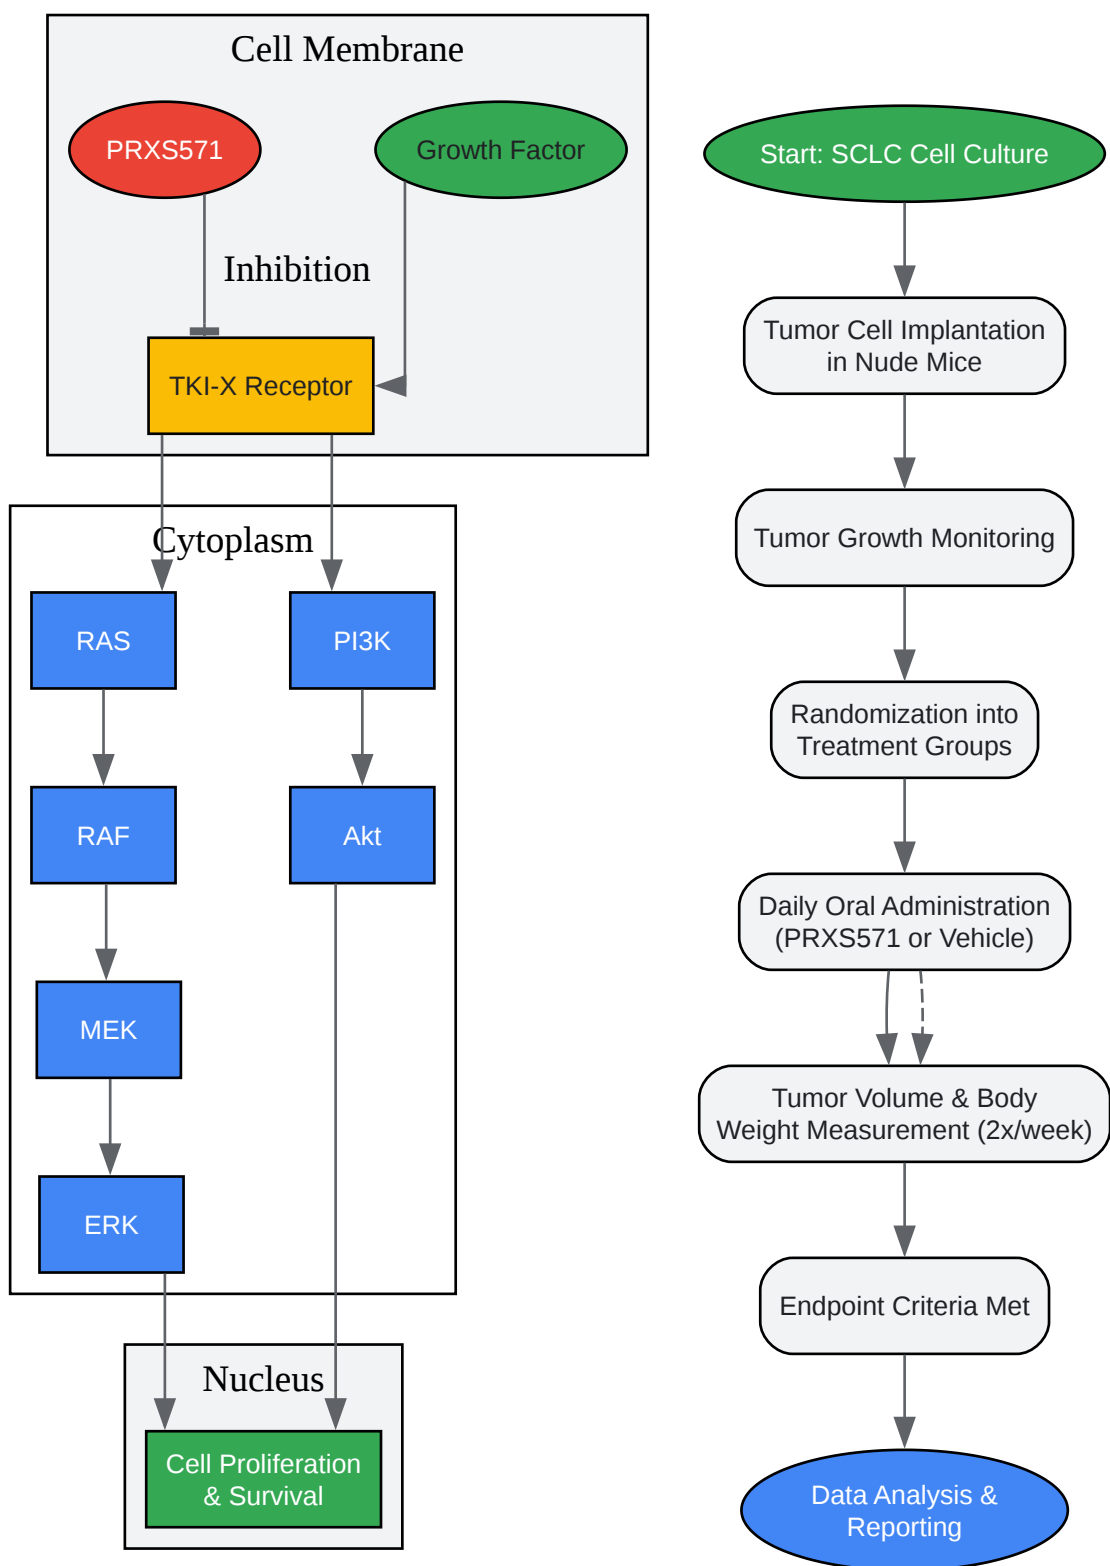 Cell Membrane
PRXS571
Growth Factor
Inhibition
TKI-X Receptor
Cytoplasm
RAS
PI3K
RAF
Akt
MEK
ERK
Nucleus
Cell Proliferation
& Survival
Start: SCLC Cell Culture
Tumor Cell Implantation
in Nude Mice
Tumor Growth Monitoring
Randomization into
Treatment Groups
Daily Oral Administration
(PRXS571 or Vehicle)
Tumor Volume & Body
Weight Measurement (2x/week)
Endpoint Criteria Met
Data Analysis &
Reporting